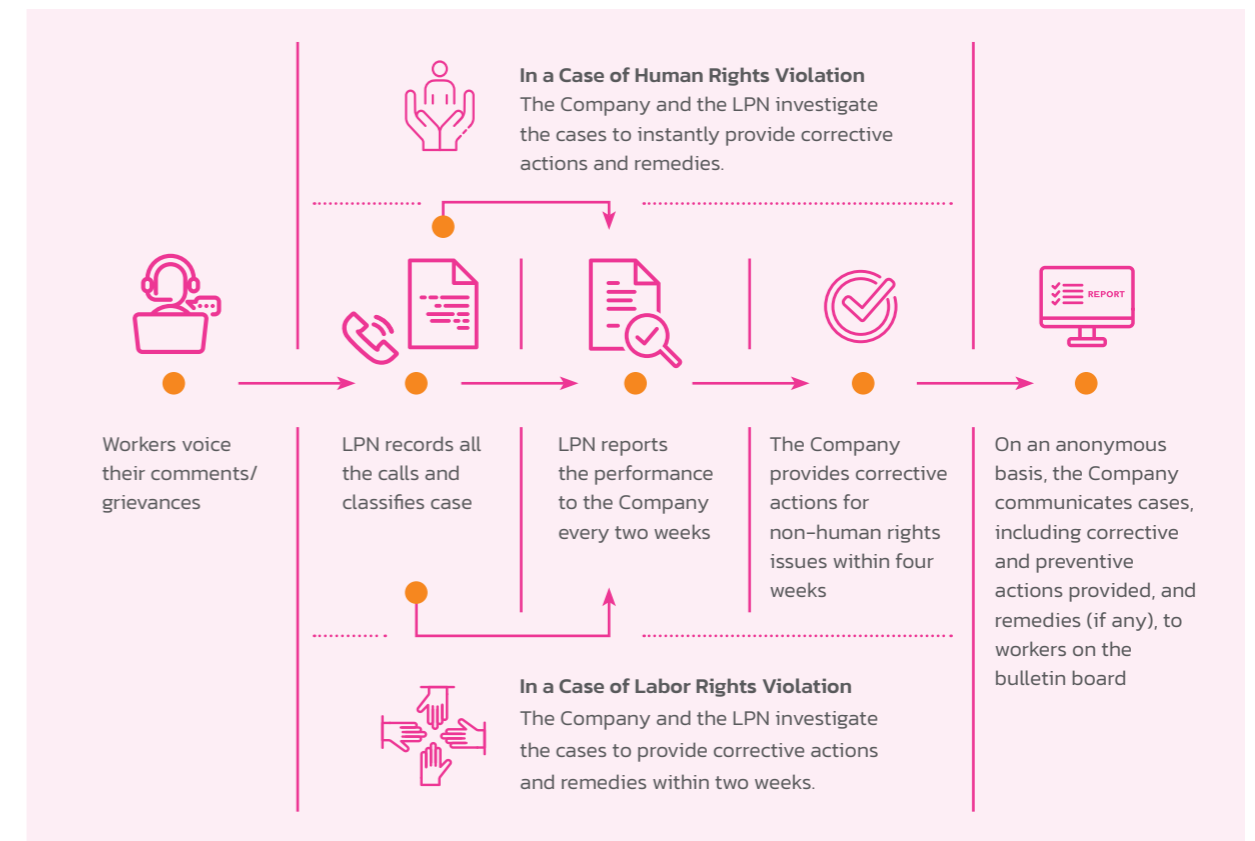 In a Case of Human Rights Violation
The Company and the LPN investigate
the cases to instantly provide corrective
actions and remedies.
REPORT
Workers voice
their comments/
grievances
LPN records all
the calls and
classifies case
LPN reports
the performance
to the Company
every two weeks
The Company
provides corrective
actions for
non-human rights
issues within four
weeks
On an anonymous
basis, the Company
communicates cases,
including corrective
and preventive
actions provided, and
remedies (if any), to
workers on the
bulletin board
In a Case of Labor Rights Violation
The Company and the LPN investigate
the cases to provide corrective actions
and remedies within two weeks.